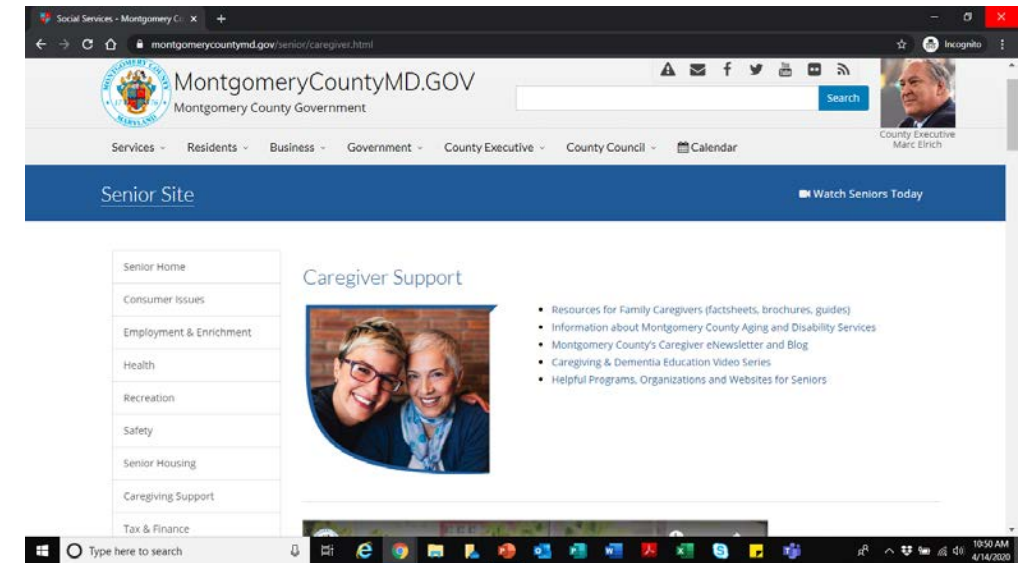 Social Services - Montgomery Co
montgomerycountymd.gov/senior/caregiver.html
Incognito
MontgomeryCountyMD.GOV
Montgomery County Government
Search
County Executive
Marc Elrich
Services
Residents
Business
Government
County Executive
County Council
Calendar
Senior Site
Watch Seniors Today
Senior Home
Consumer Issues
Employment & Enrichment
Health
Recreation
Safety
Senior Housing
Caregiving Support
Tax & Finance
Caregiver Support
Resources for Family Caregivers (factsheets, brochures, guides)
Information about Montgomery County Aging and Disability Services
Montgomery County's Caregiver eNewsletter and Blog
Caregiving & Dementia Education Video Series
Helpful Programs, Organizations and Websites for Seniors
Type here to search
10:50 AM
4/14/2020